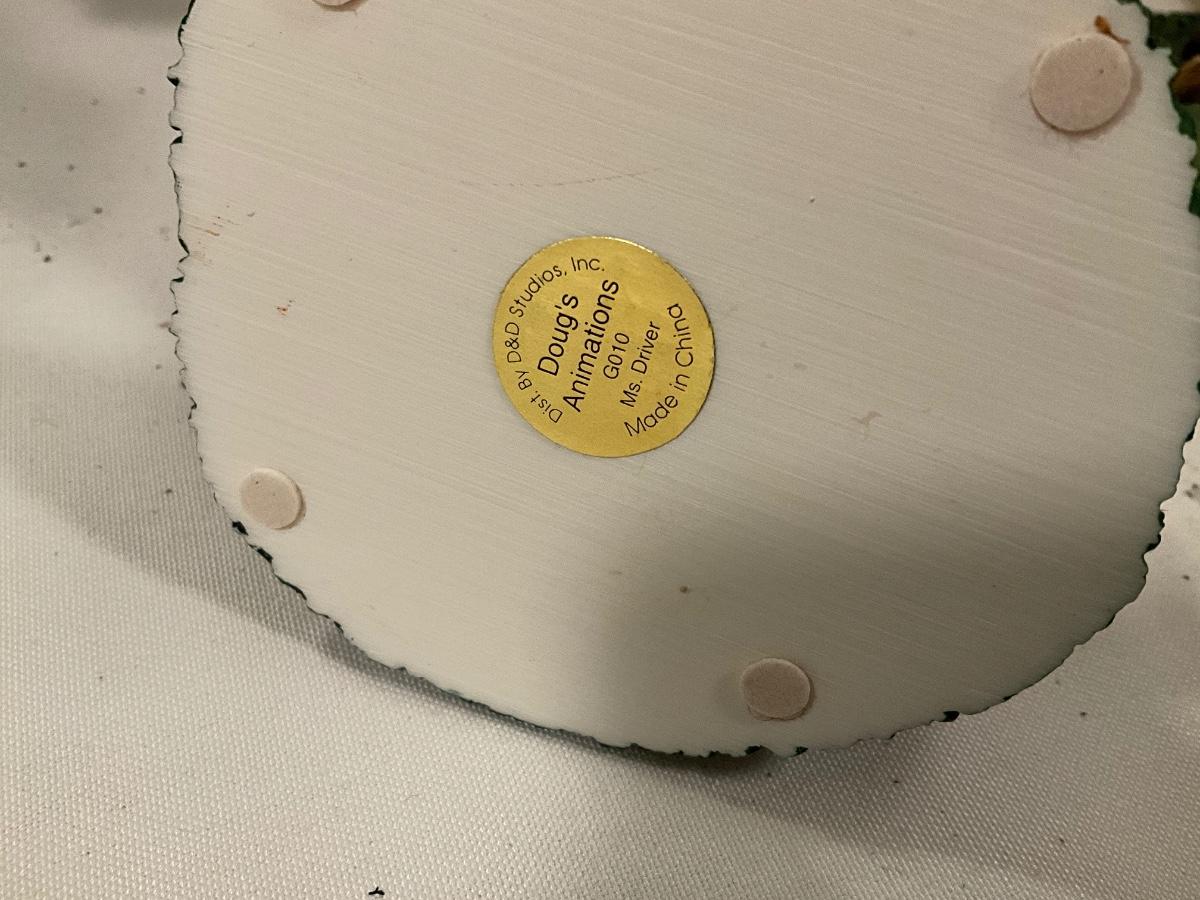 Dist. By D&D Studios, Inc.
Doug's
Animations
G010
Ms. Driver
Made in China